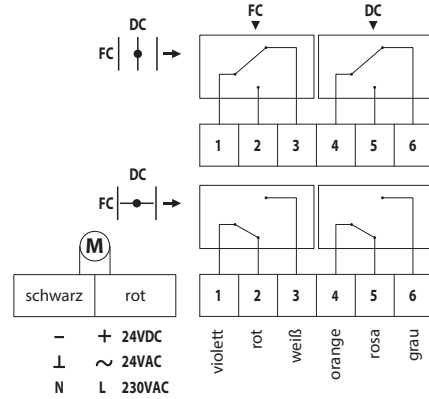 DC
FC
FC DC
1 2 3 4 5 6
DC
FC
M
schwarz rot
1 2 3 4 5 6
− + 24VDC
⊥ ~ 24VAC
N L 230VAC
violett
rot
weiß
orange
rosa
grau